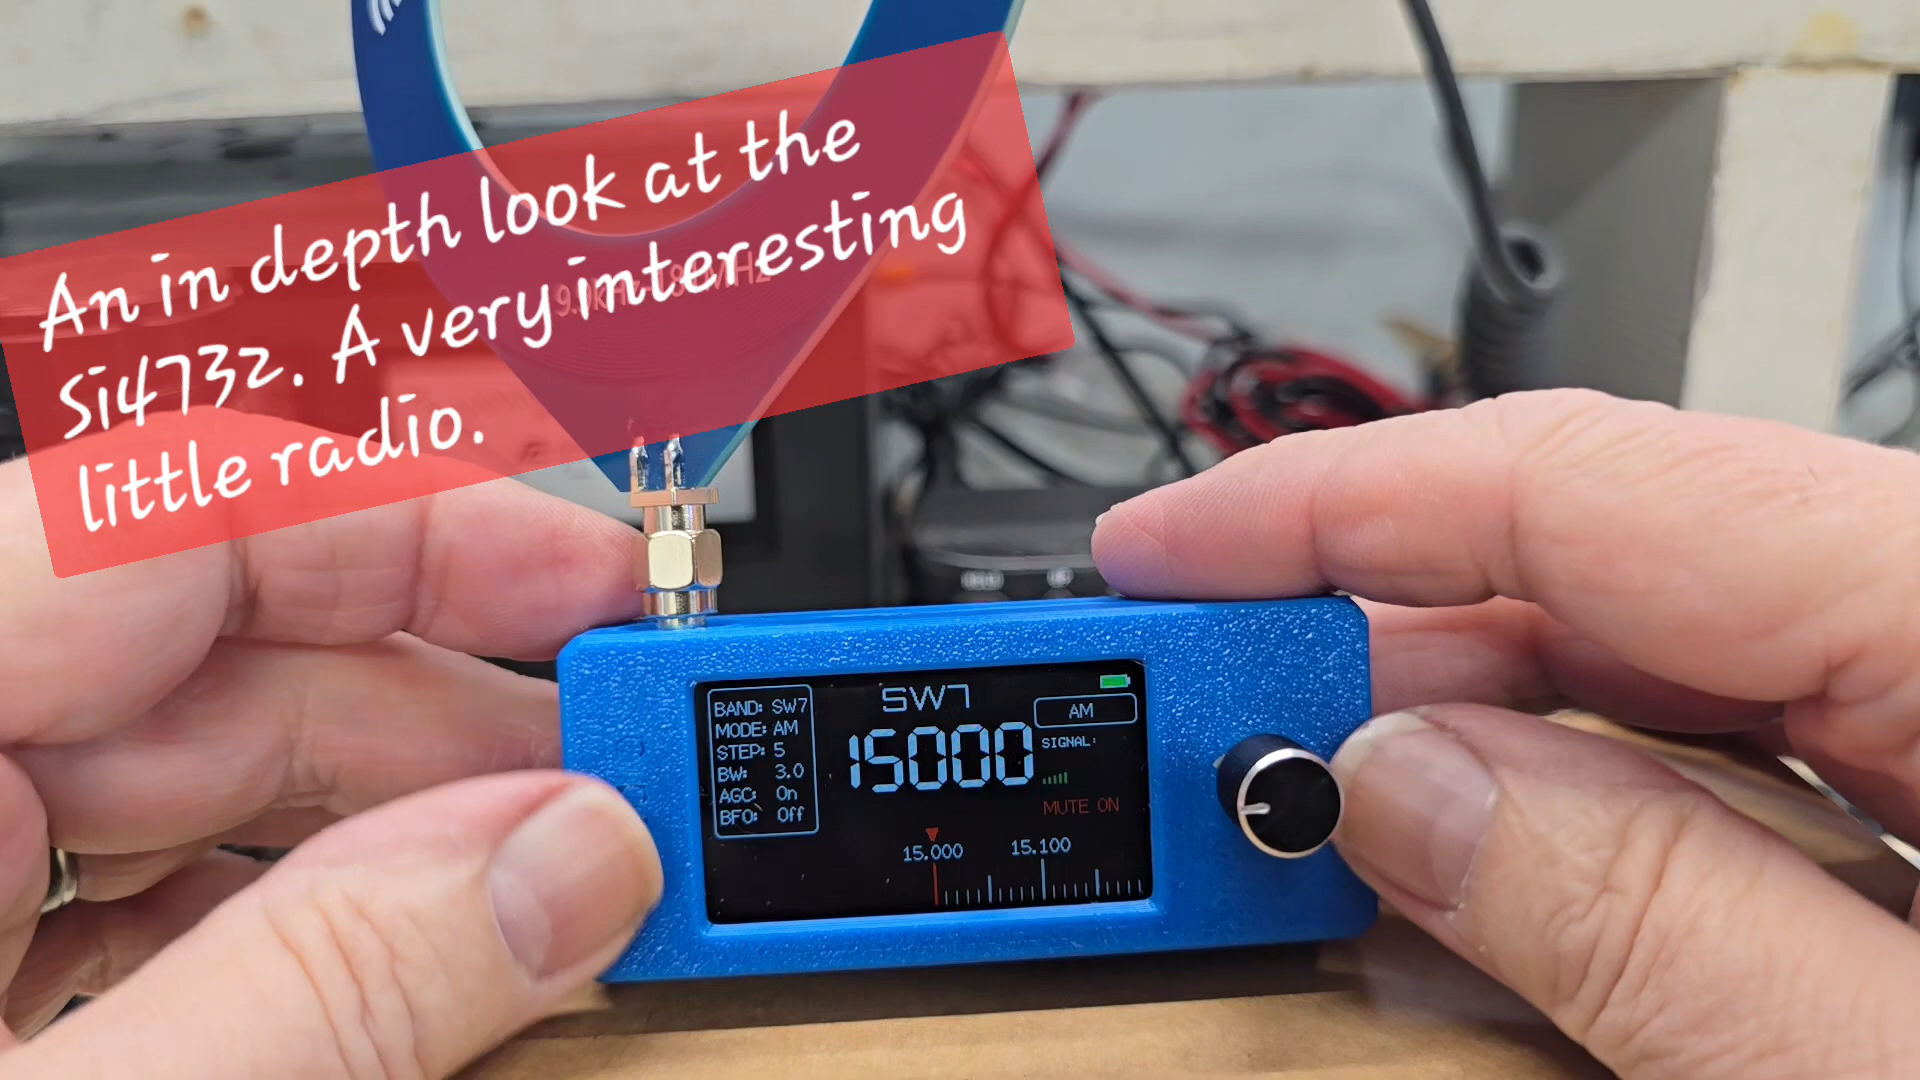 An in depth look at the
Si4732. A very interesting
little radio.
SW7
BAND: SW7
MODE: AM
STEP: 5
BW: 3.0
AGC: On
BFO: Off
15000
AM
SIGNAL:
MUTE ON
15.000 15.100